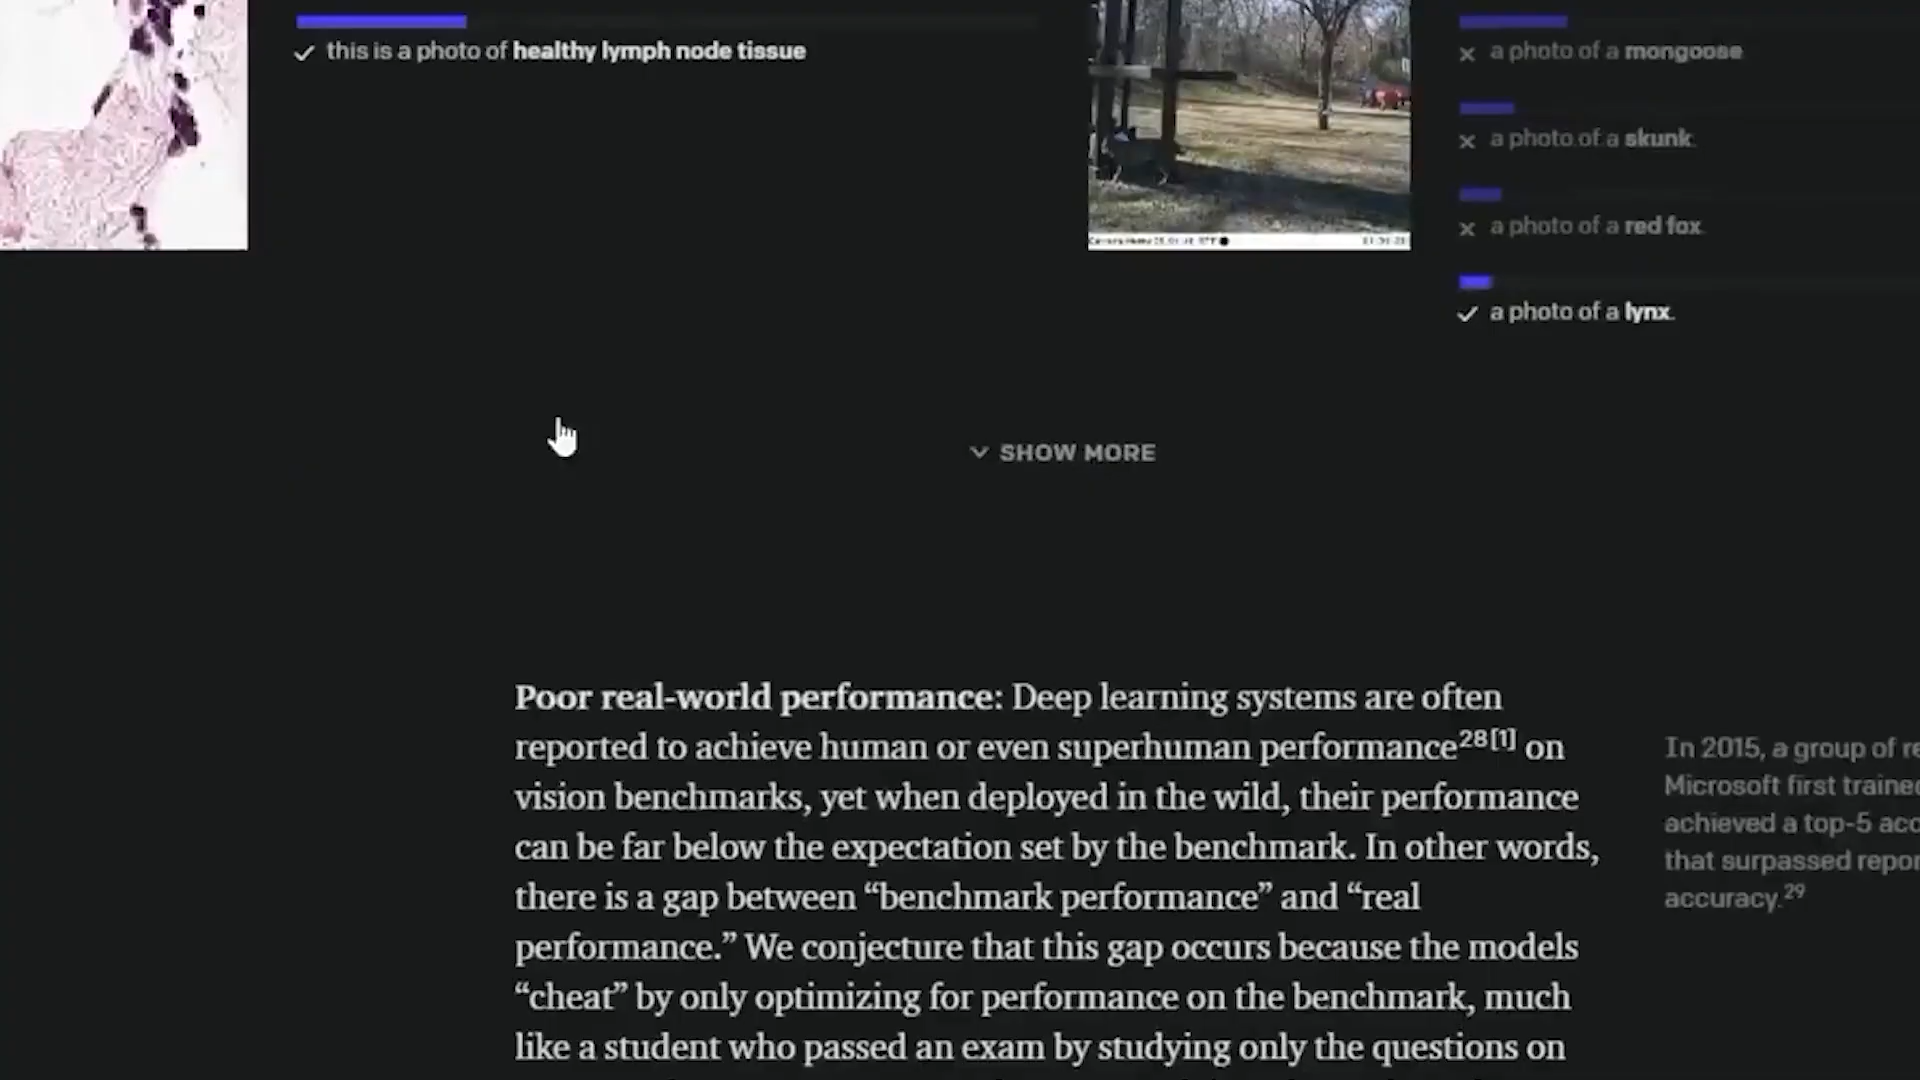 this is a photo of healthy lymph node tissue
a photo of a mongoose
a photo of a skunk.
a photo of a red fox.
a photo of a lynx.
SHOW MORE
Poor real-world performance: Deep learning systems are often
reported to achieve human or even superhuman performance28[1] on
vision benchmarks, yet when deployed in the wild, their performance
can be far below the expectation set by the benchmark. In other words,
there is a gap between “benchmark performance” and “real
performance.” We conjecture that this gap occurs because the models
“cheat” by only optimizing for performance on the benchmark, much
like a student who passed an exam by studying only the questions on
In 2015, a group of re
Microsoft first trained
achieved a top-5 acc
that surpassed repor
accuracy.29